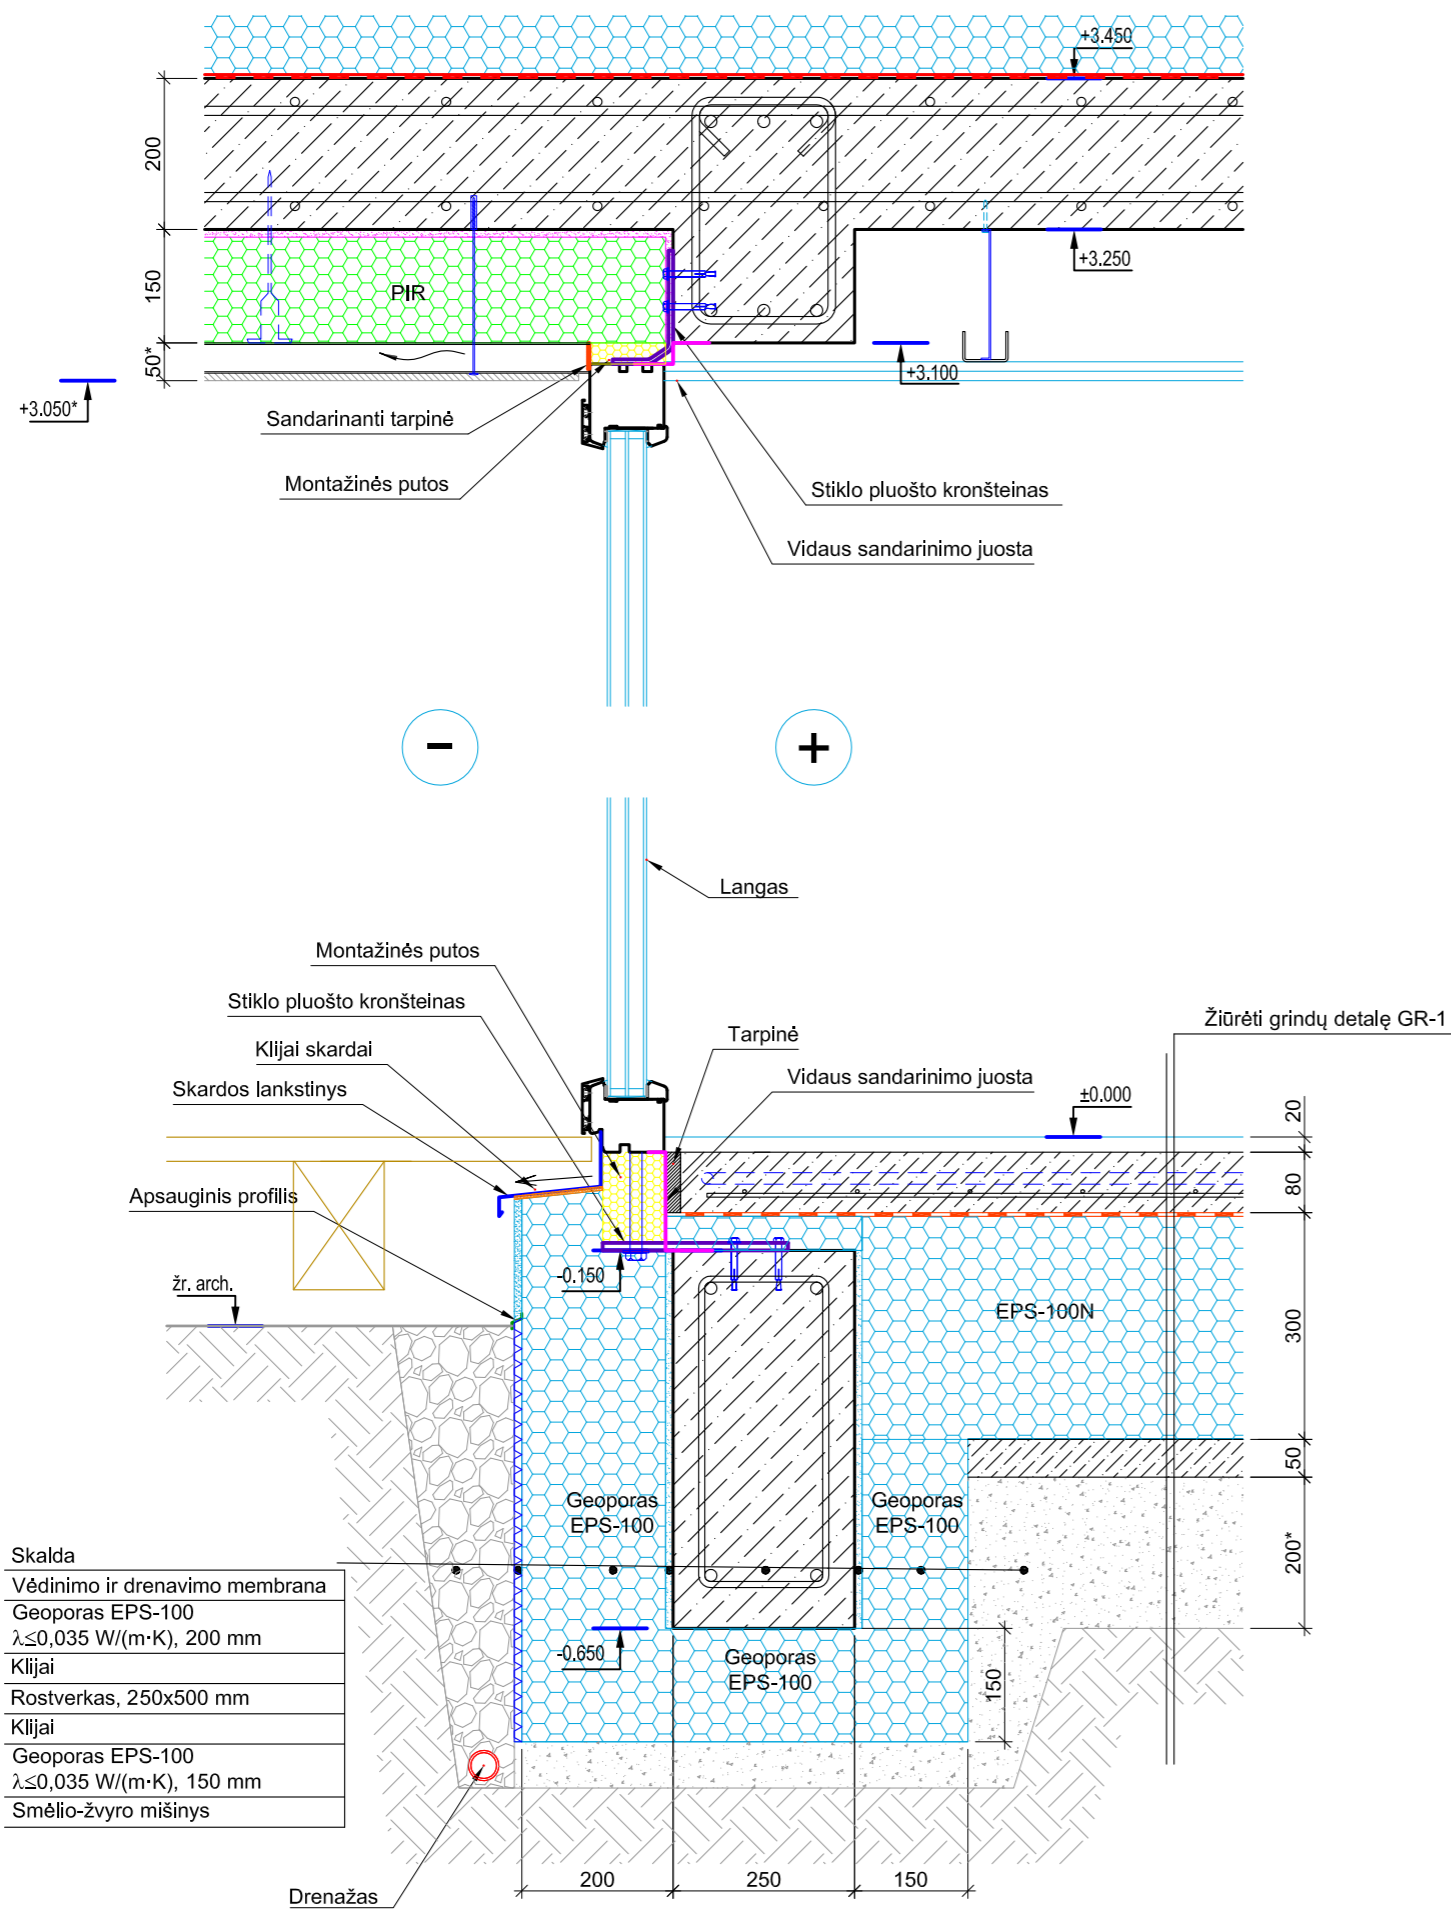 +3.450
200
150
PIR
+3.250
50*
+3.100
+3.050*
Sandarinanti tarpinė
Montažinės putos
Stiklo pluošto kronšteinas
Vidaus sandarinimo juosta
−
+
Langas
Montažinės putos
Stiklo pluošto kronšteinas
Klijai skardai
Skardos lankstinys
Apsauginis profilis
žr. arch.
Tarpinė
Vidaus sandarinimo juosta
Žiūrėti grindų detalę GR-1
±0.000
20
80
-0.150
EPS-100N
300
50
200*
Geoporas
EPS-100
Geoporas
EPS-100
Skalda
Vėdinimo ir drenavimo membrana
Geoporas EPS-100
λ≤0,035 W/(m·K), 200 mm
Klijai
Rostverkas, 250x500 mm
Klijai
Geoporas EPS-100
λ≤0,035 W/(m·K), 150 mm
Smėlio-žvyro mišinys
-0.650
Geoporas
EPS-100
150
Drenažas
200
250
150